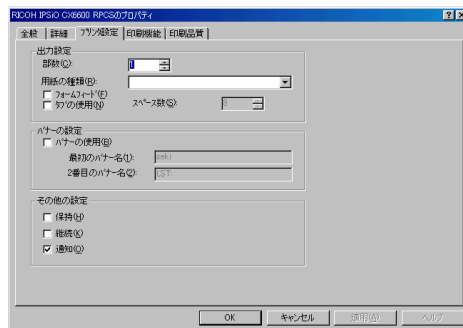 RICOH IPSiO CX6600 RPCSのプロパティ
全般 詳細 プリンタ設定 印刷機能 印刷品質
出力設定
部数(C): 1
用紙の種類(R):
フォームフィード(F)
タブの使用(N) スペース数(S): 8
バナーの設定
バナーの使用(B)
最初のバナー名(1): seki
2番目のバナー名(2): LST:
その他の設定
保持(H)
継続(K)
通知(O)
OK キャンセル 適用(A) ヘルプ